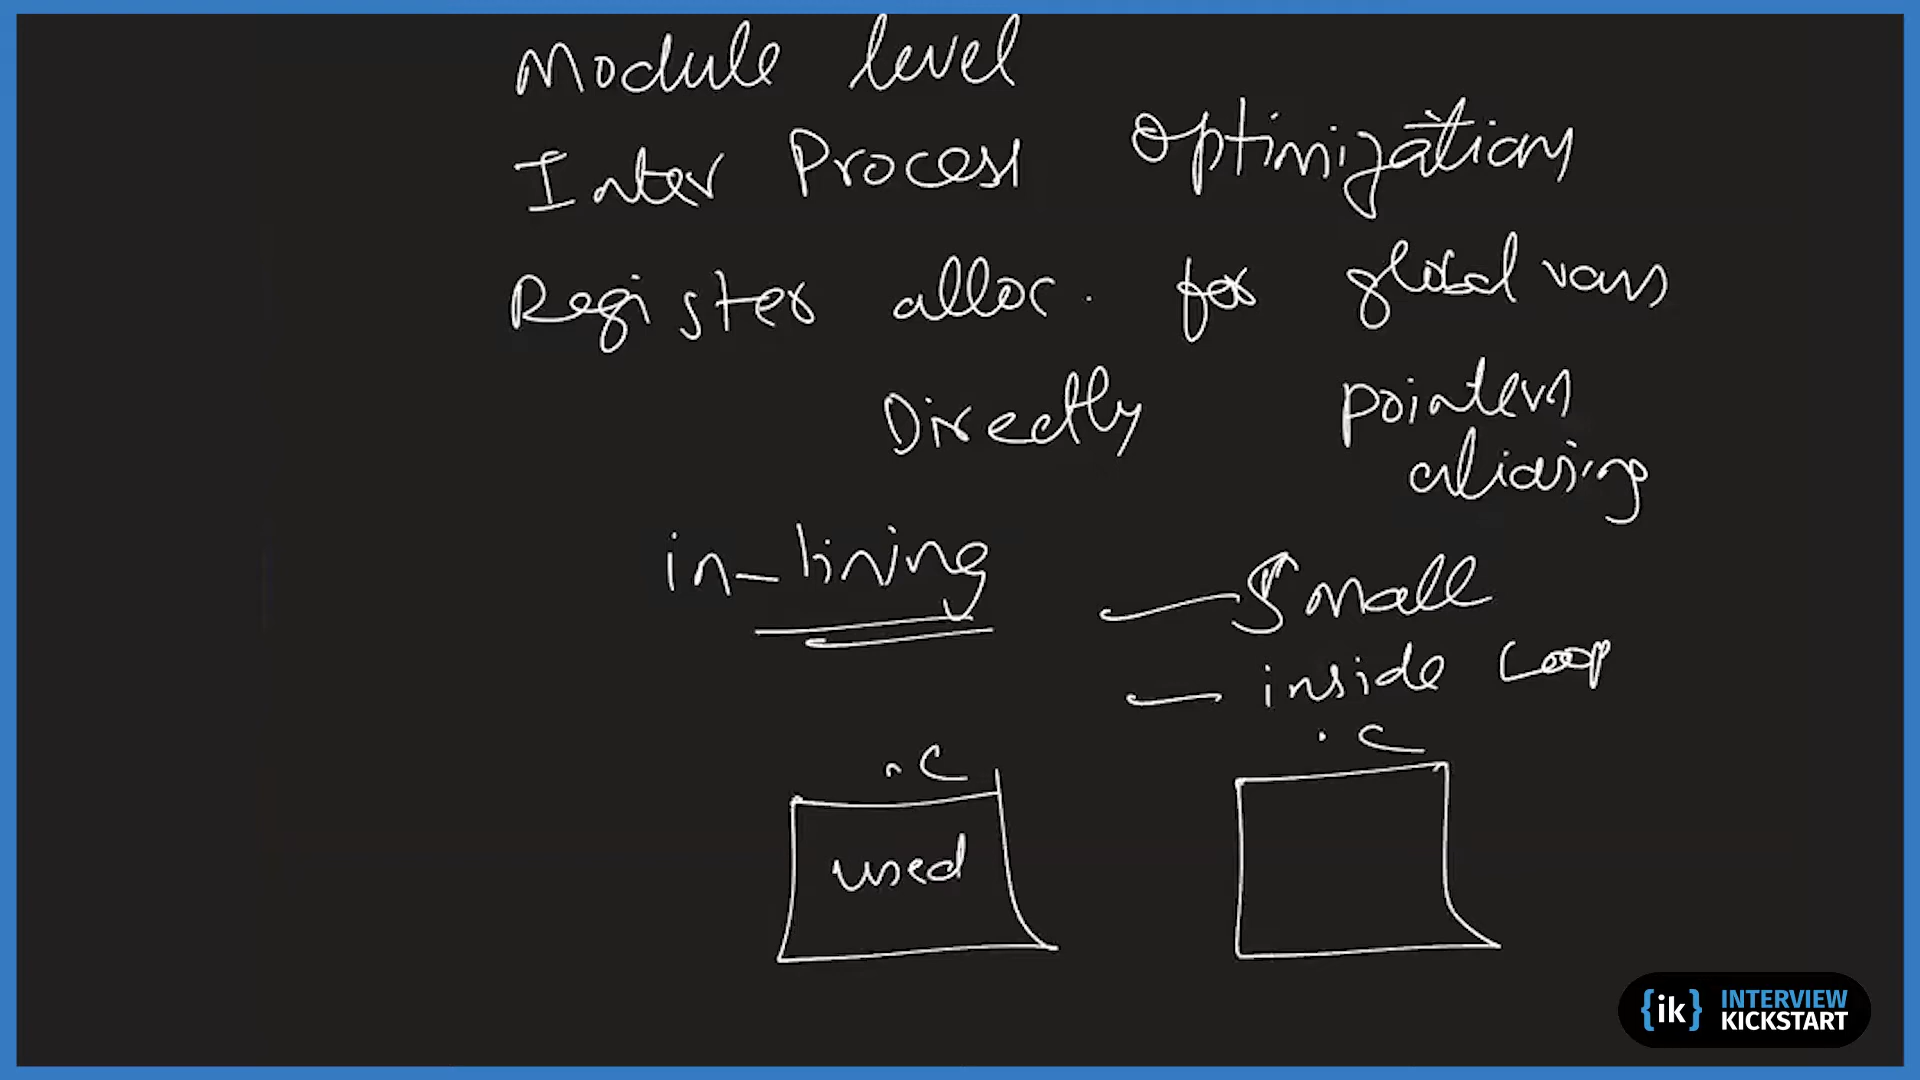 Module level
Inter Process Optimizations
Register alloc. for global vars
Directly pointers
aliasing
in-lining
- Small
- inside Loop
.C .C
used
{ik} INTERVIEW
KICKSTART